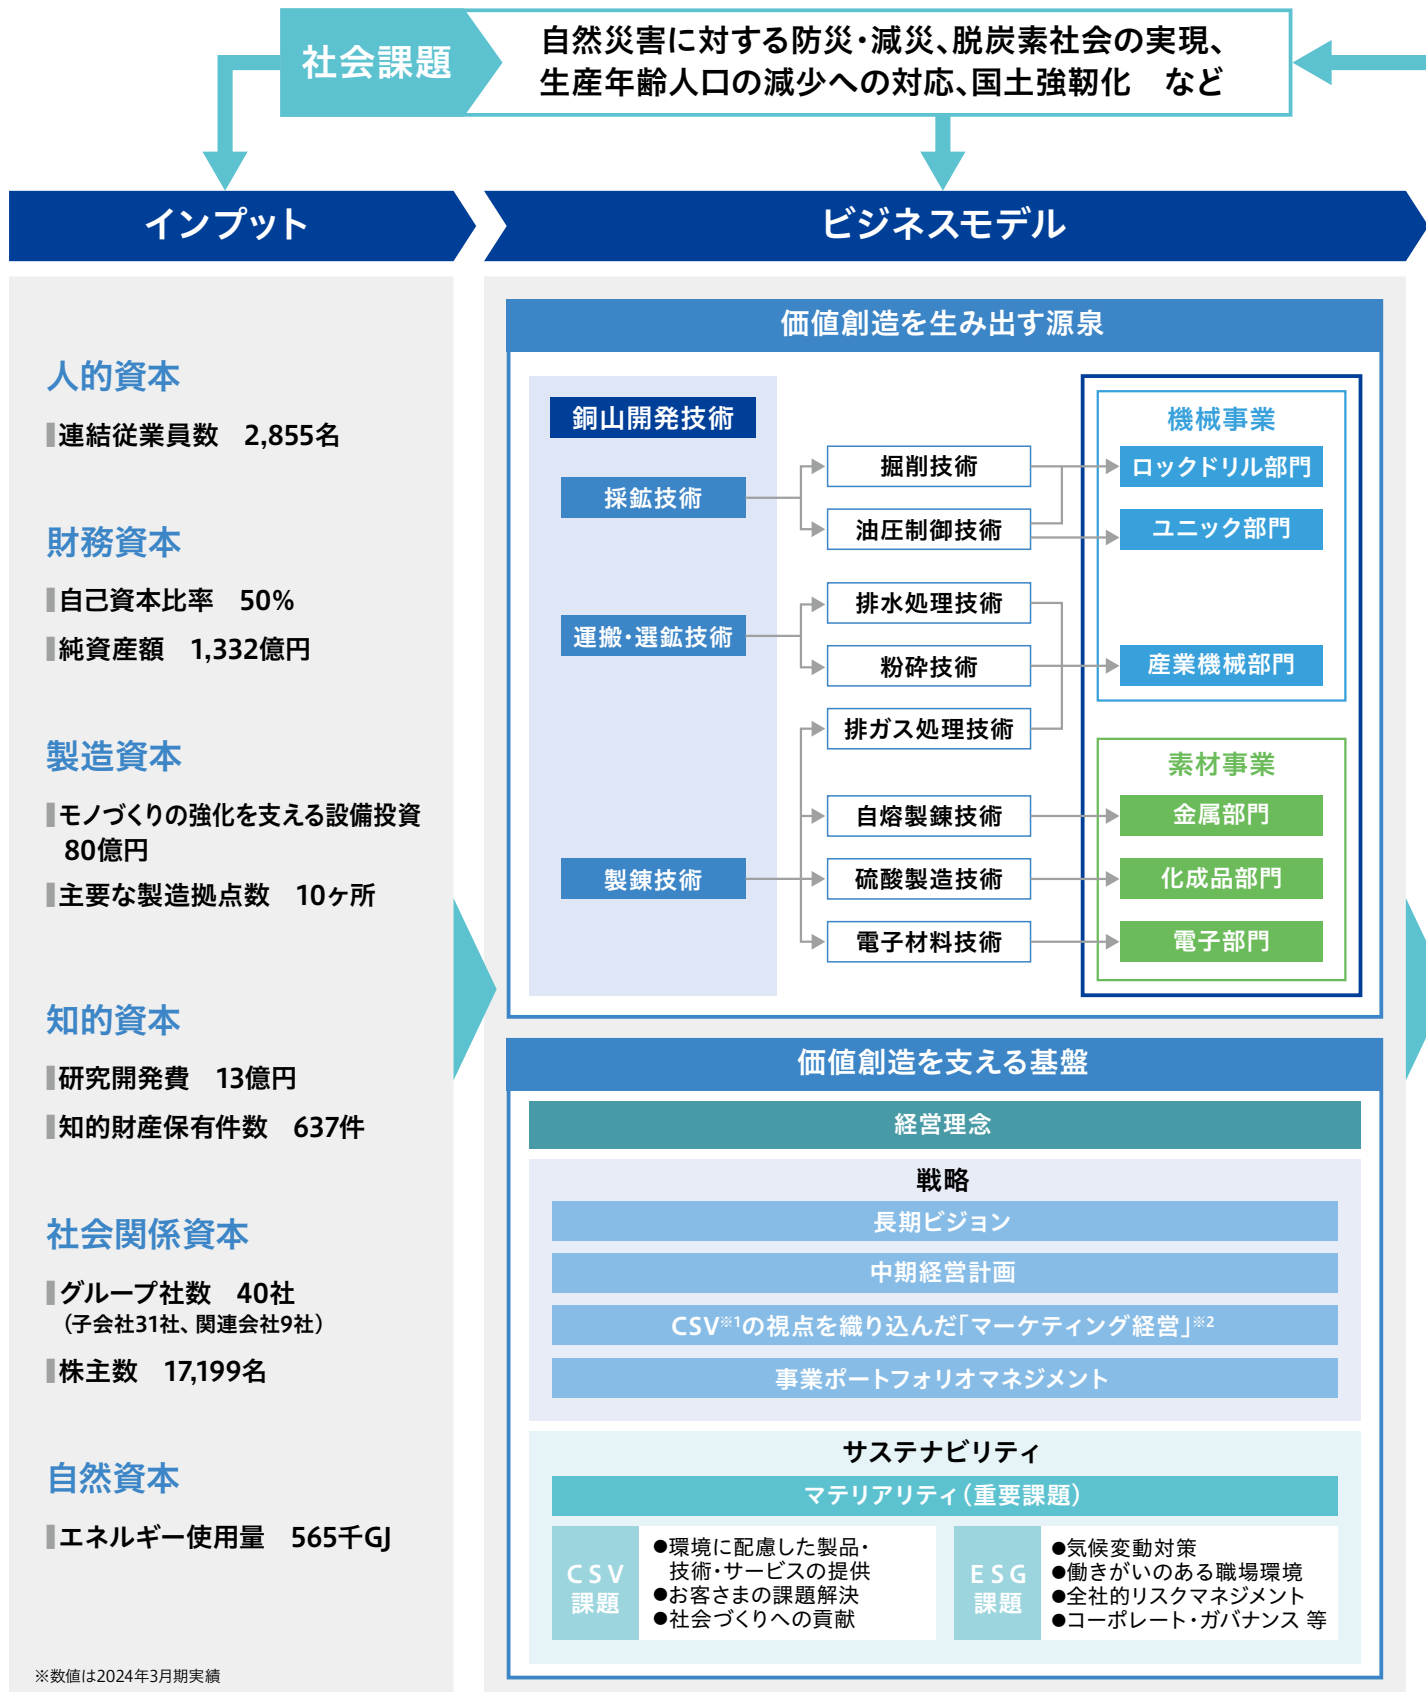 社会課題
自然災害に対する防災・減災、脱炭素社会の実現、
生産年齢人口の減少への対応、国土強靭化　など
インプット
人的資本
連結従業員数　2,855名
財務資本
自己資本比率　50%
純資産額　1,332億円
製造資本
モノづくりの強化を支える設備投資
80億円
主要な製造拠点数　10ヶ所
知的資本
研究開発費　13億円
知的財産保有件数　637件
社会関係資本
グループ社数　40社
（子会社31社、関連会社9社）
株主数　17,199名
自然資本
エネルギー使用量　565千GJ
※数値は2024年3月期実績
ビジネスモデル
価値創造を生み出す源泉
銅山開発技術
採鉱技術
運搬・選鉱技術
製錬技術
掘削技術
油圧制御技術
排水処理技術
粉砕技術
排ガス処理技術
自熔製錬技術
硫酸製造技術
電子材料技術
機械事業
ロックドリル部門
ユニック部門
産業機械部門
素材事業
金属部門
化成品部門
電子部門
価値創造を支える基盤
経営理念
戦略
長期ビジョン
中期経営計画
CSV※1の視点を織り込んだ「マーケティング経営」※2
事業ポートフォリオマネジメント
サステナビリティ
マテリアリティ（重要課題）
CSV
課題
●環境に配慮した製品・
技術・サービスの提供
●お客さまの課題解決
●社会づくりへの貢献
ESG
課題
●気候変動対策
●働きがいのある職場環境
●全社的リスクマネジメント
●コーポレート・ガバナンス 等